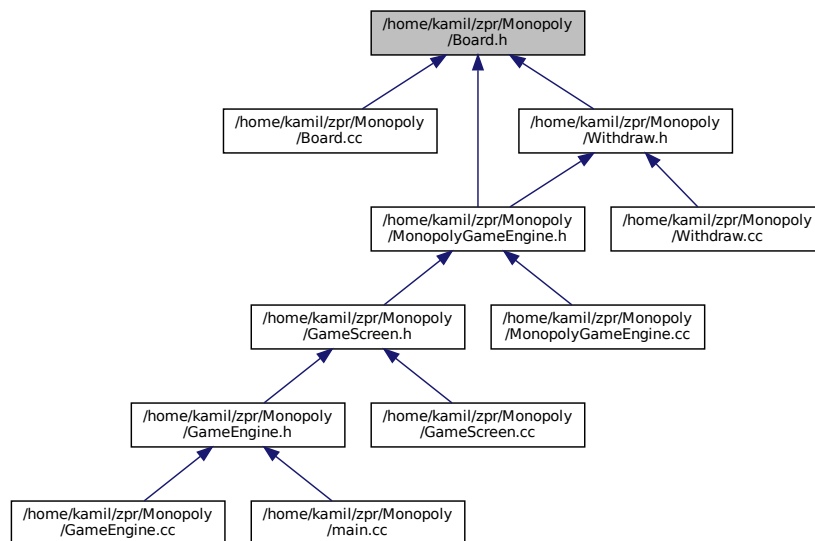 /home/kamil/zpr/Monopoly
/Board.h
/home/kamil/zpr/Monopoly
/Board.cc
/home/kamil/zpr/Monopoly
/Withdraw.h
/home/kamil/zpr/Monopoly
/MonopolyGameEngine.h
/home/kamil/zpr/Monopoly
/Withdraw.cc
/home/kamil/zpr/Monopoly
/GameScreen.h
/home/kamil/zpr/Monopoly
/MonopolyGameEngine.cc
/home/kamil/zpr/Monopoly
/GameEngine.h
/home/kamil/zpr/Monopoly
/GameScreen.cc
/home/kamil/zpr/Monopoly
/GameEngine.cc
/home/kamil/zpr/Monopoly
/main.cc